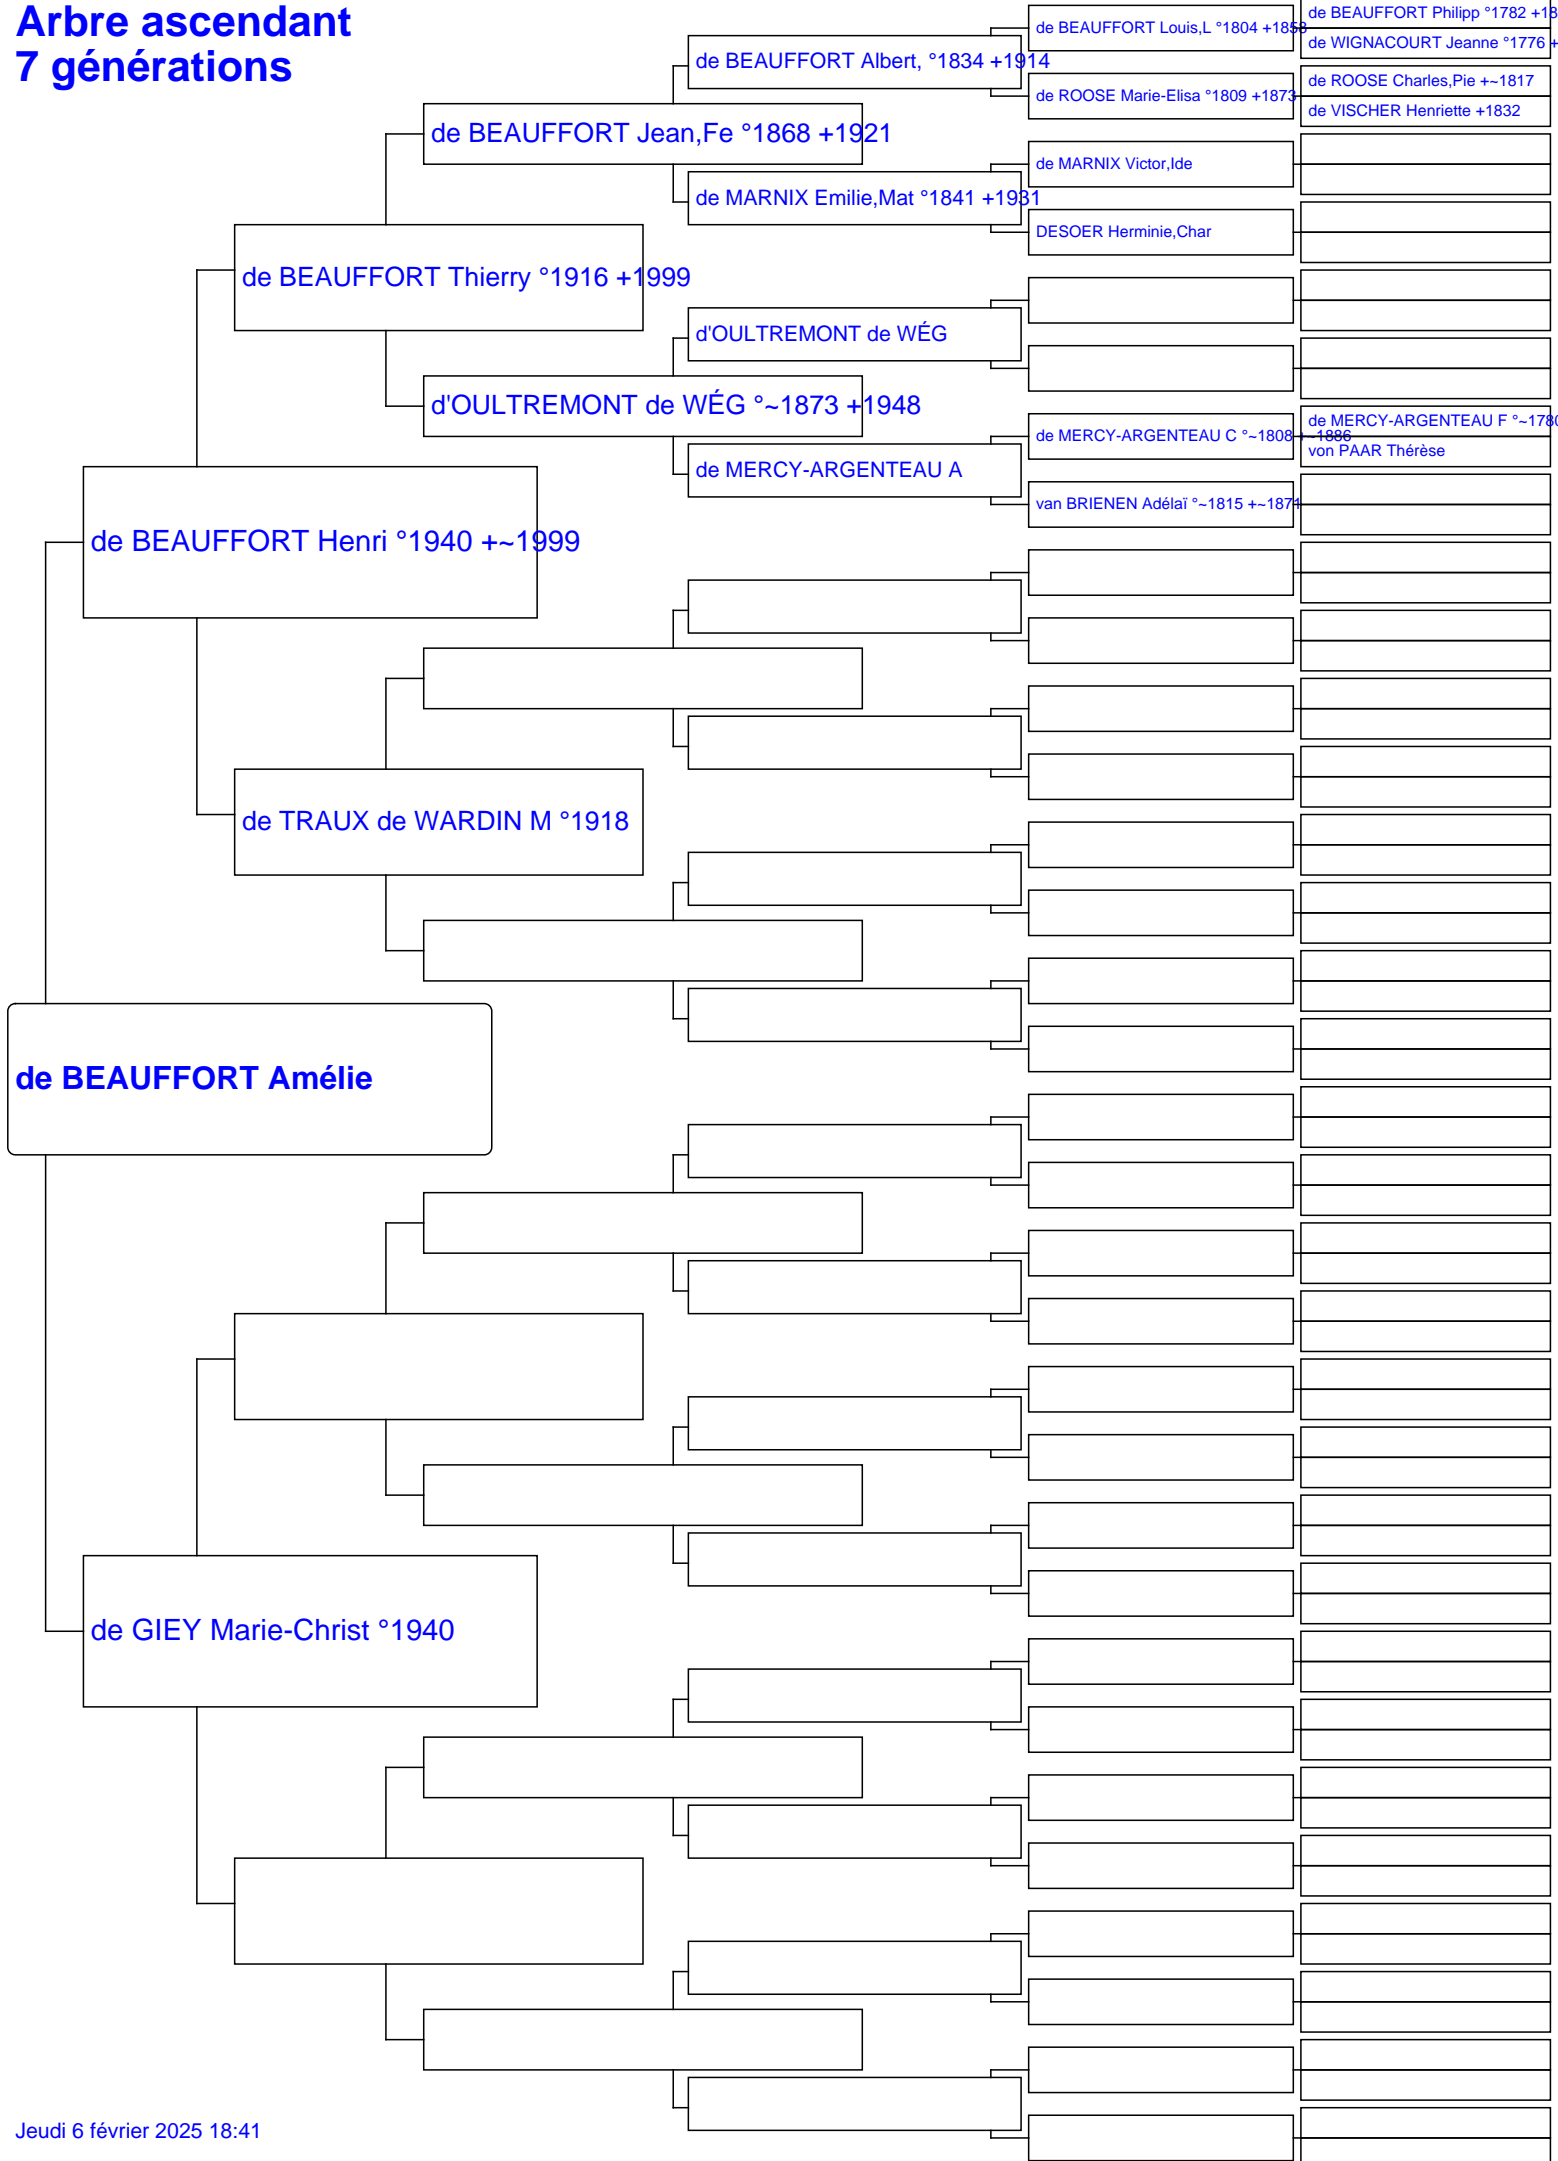 Arbre ascendant
7 générations
de BEAUFFORT Philipp °1782 +18
de BEAUFFORT Louis,L °1804 +1858
de WIGNACOURT Jeanne °1776 +
de BEAUFFORT Albert, °1834 +1914
de ROOSE Charles,Pie +~1817
de ROOSE Marie-Elisa °1809 +1873
de VISCHER Henriette +1832
de BEAUFFORT Jean,Fe °1868 +1921
de MARNIX Victor,Ide
de MARNIX Emilie,Mat °1841 +1931
DESOER Herminie,Char
de BEAUFFORT Thierry °1916 +1999
d'OULTREMONT de WÉG
d'OULTREMONT de WÉG °~1873 +1948
de MERCY-ARGENTEAU F °~1780
de MERCY-ARGENTEAU C °~1808 +~1886
von PAAR Thérèse
de MERCY-ARGENTEAU A
van BRIENEN Adélaï °~1815 +~1871
de BEAUFFORT Henri °1940 +~1999
de TRAUX de WARDIN M °1918
de BEAUFFORT Amélie
de GIEY Marie-Christ °1940
Jeudi 6 février 2025 18:41